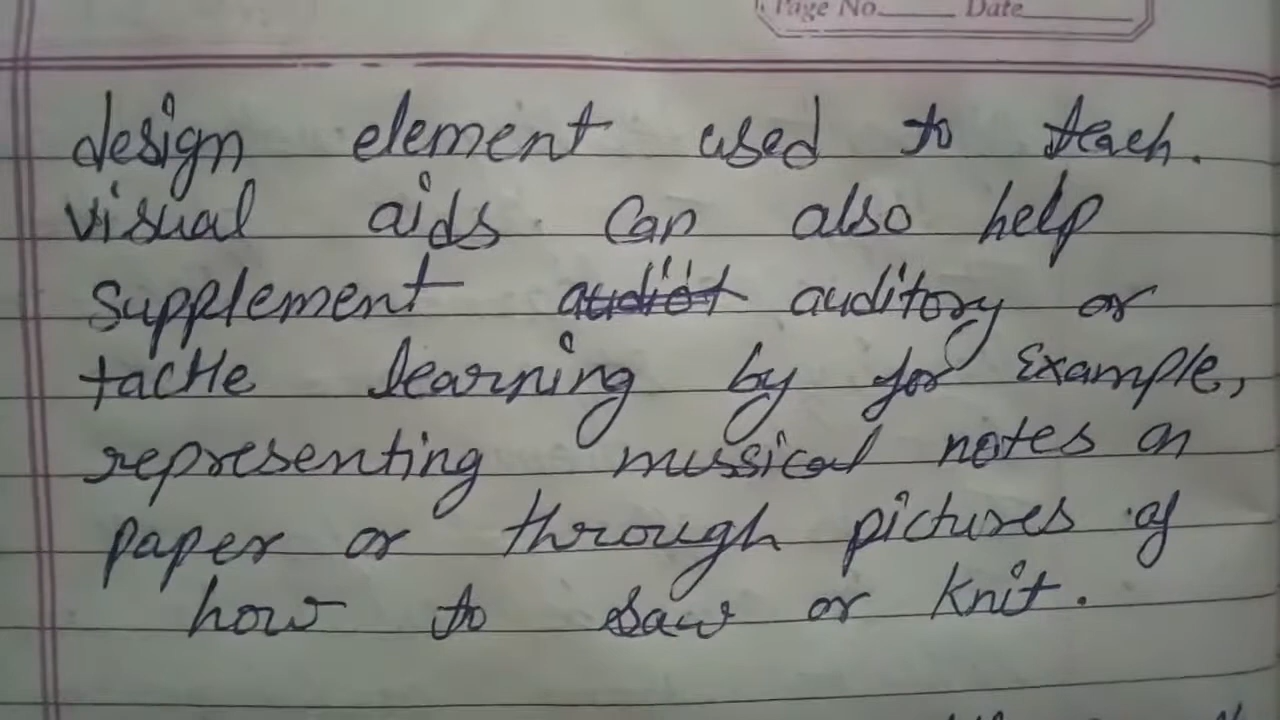 Page No. Date
design element used to teach.
visual aids can also help
supplement auditory or
tactle learning by for Example,
representing mussical notes on
paper or through pictures of
how to saw or knit.